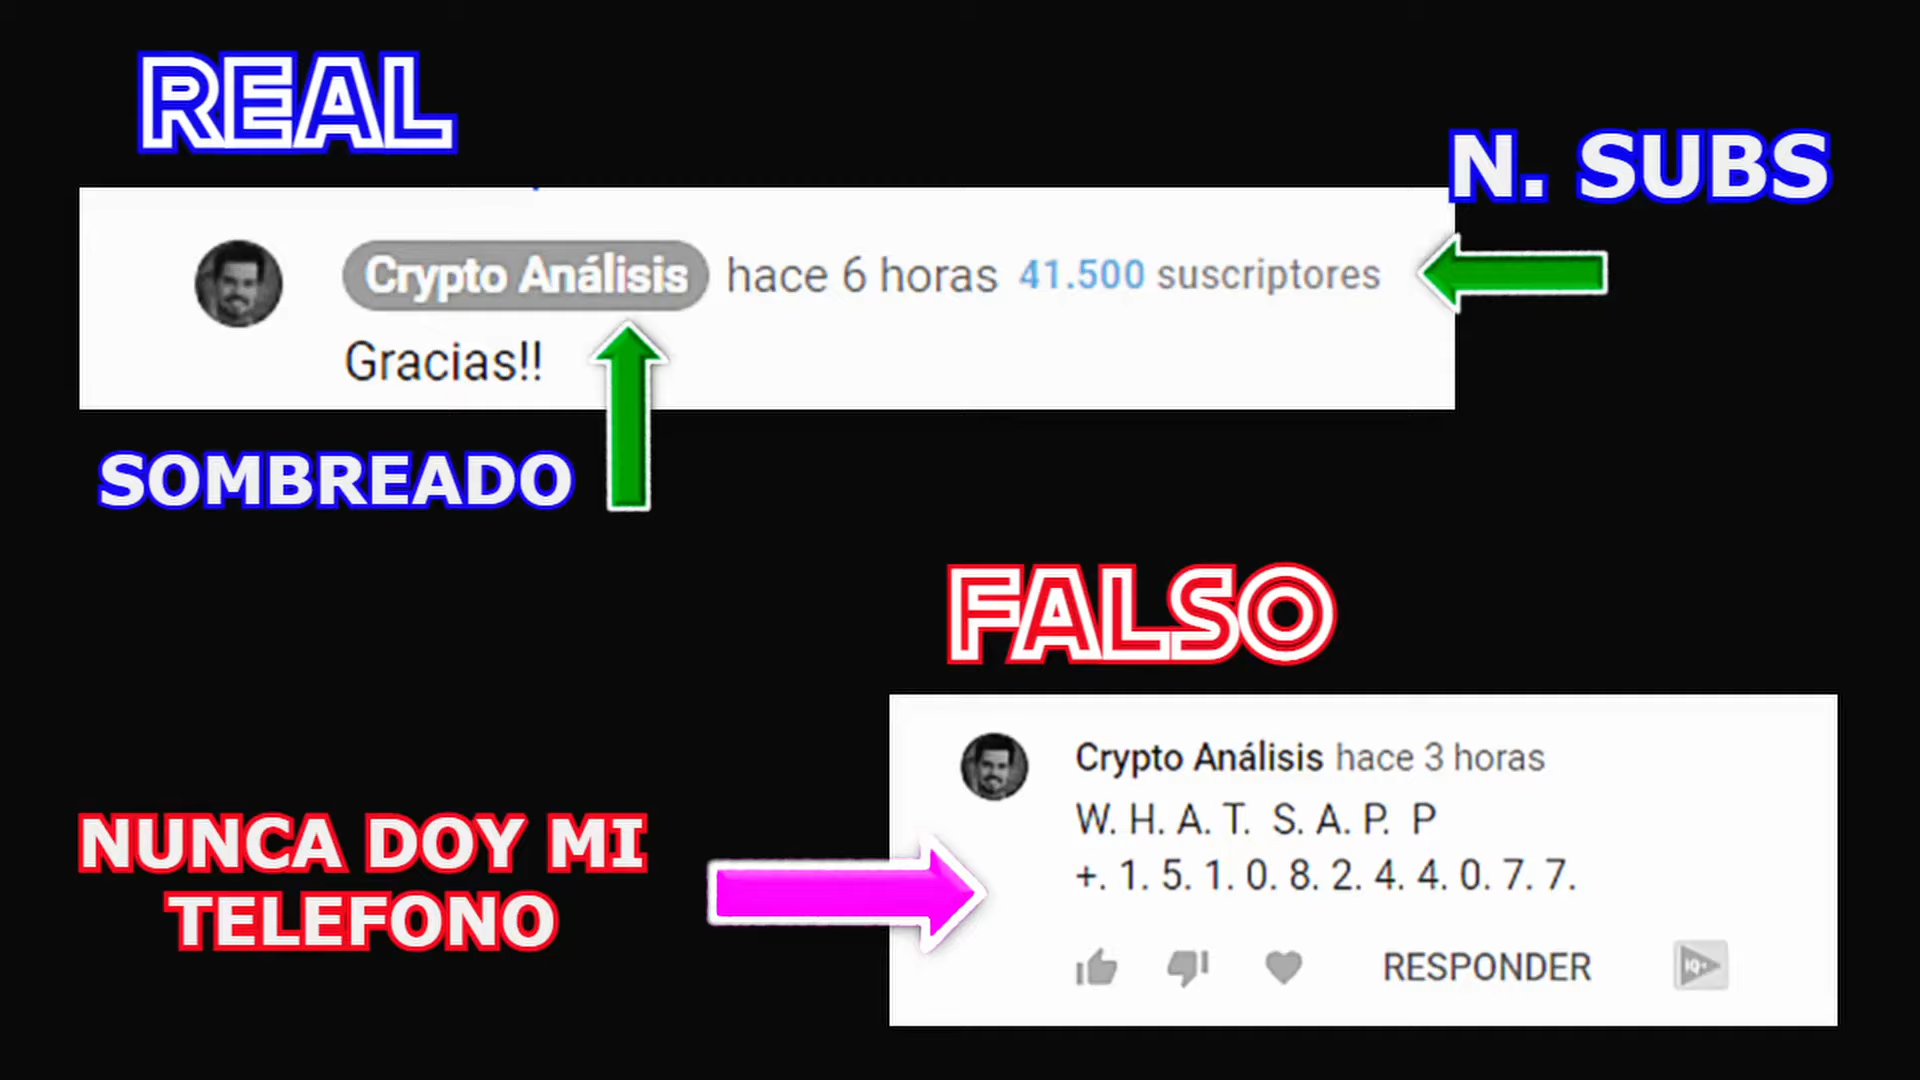 REAL
N. SUBS
Crypto Análisis hace 6 horas 41.500 suscriptores
Gracias!!
SOMBREADO
FALSO
Crypto Análisis hace 3 horas
W. H. A. T. S. A. P. P
+. 1. 5. 1. 0. 8. 2. 4. 4. 0. 7. 7.
NUNCA DOY MI
TELEFONO
RESPONDER
IQ+